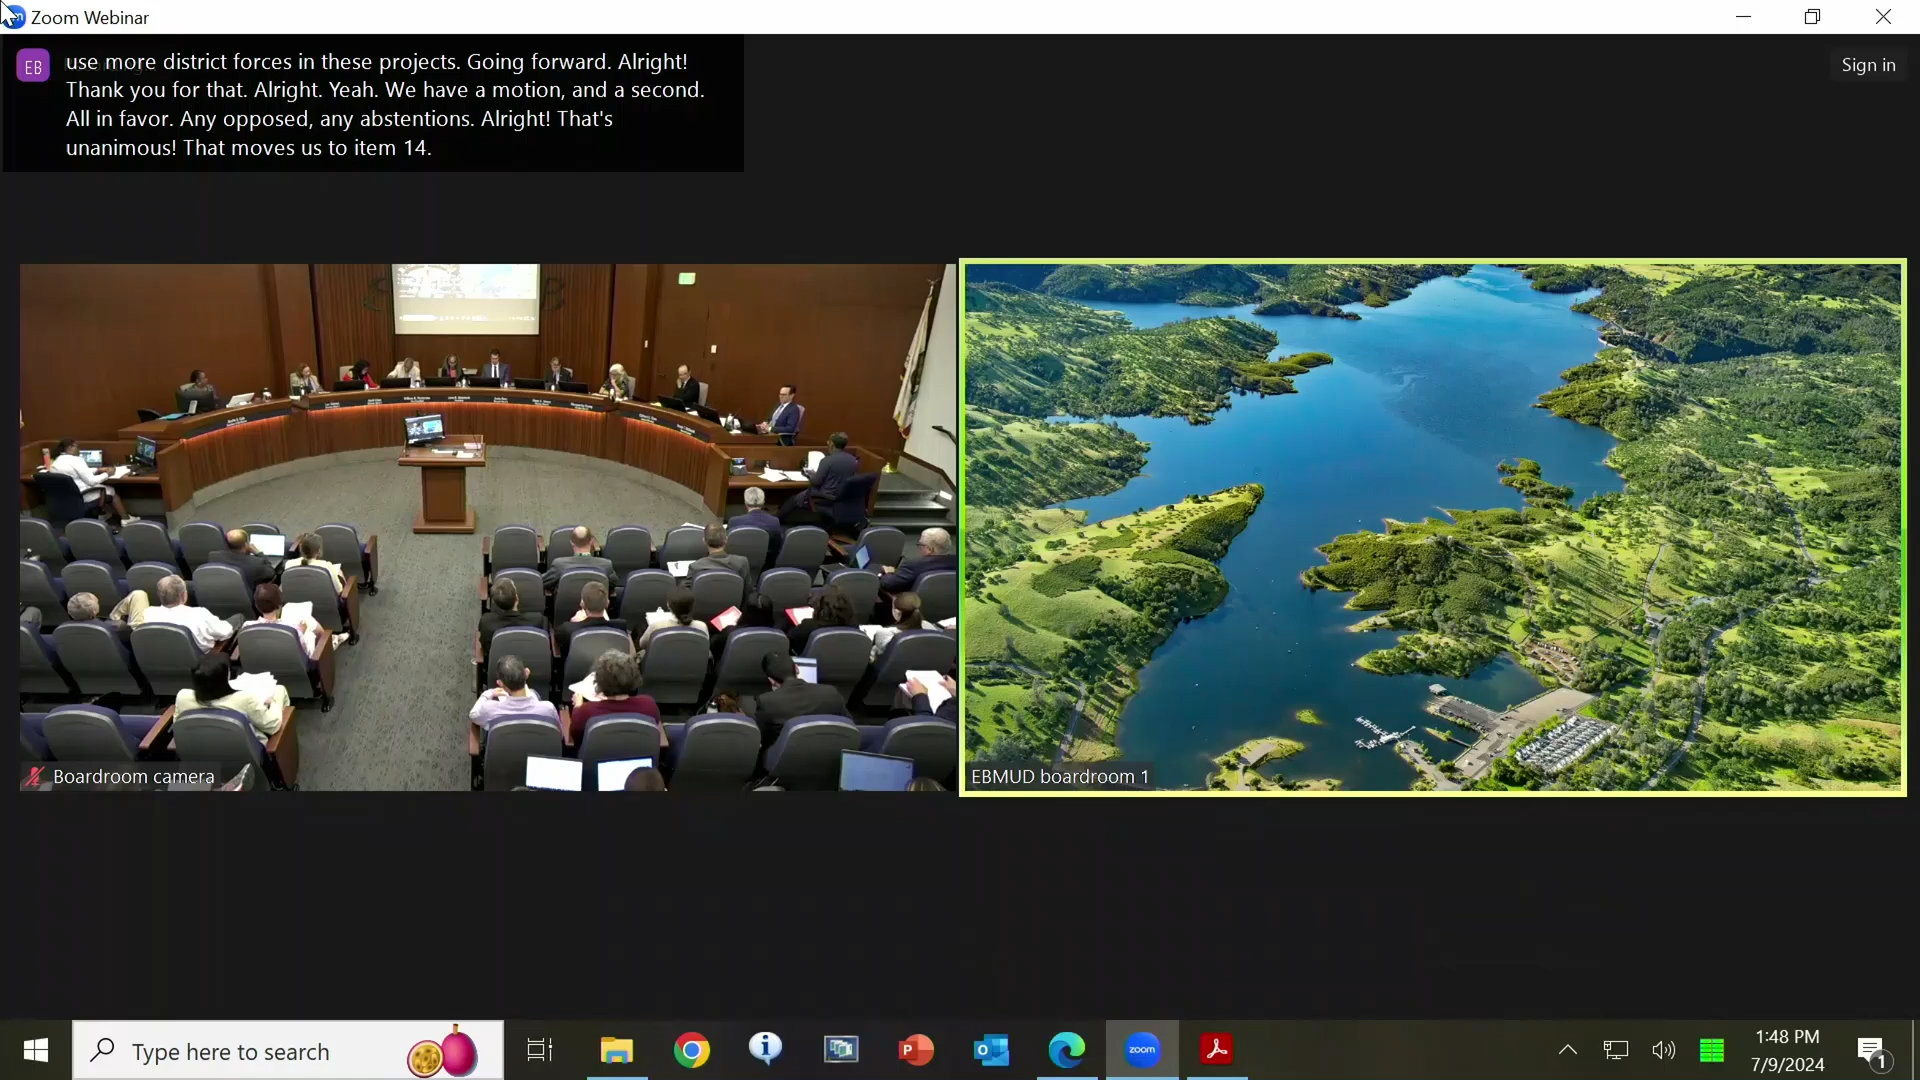 Zoom Webinar
EB
use more district forces in these projects. Going forward. Alright!
Thank you for that. Alright. Yeah. We have a motion, and a second.
All in favor. Any opposed, any abstentions. Alright! That's
unanimous! That moves us to item 14.
Sign in
Boardroom camera
EBMUD boardroom 1
Type here to search
zoom
1:48 PM
7/9/2024
1